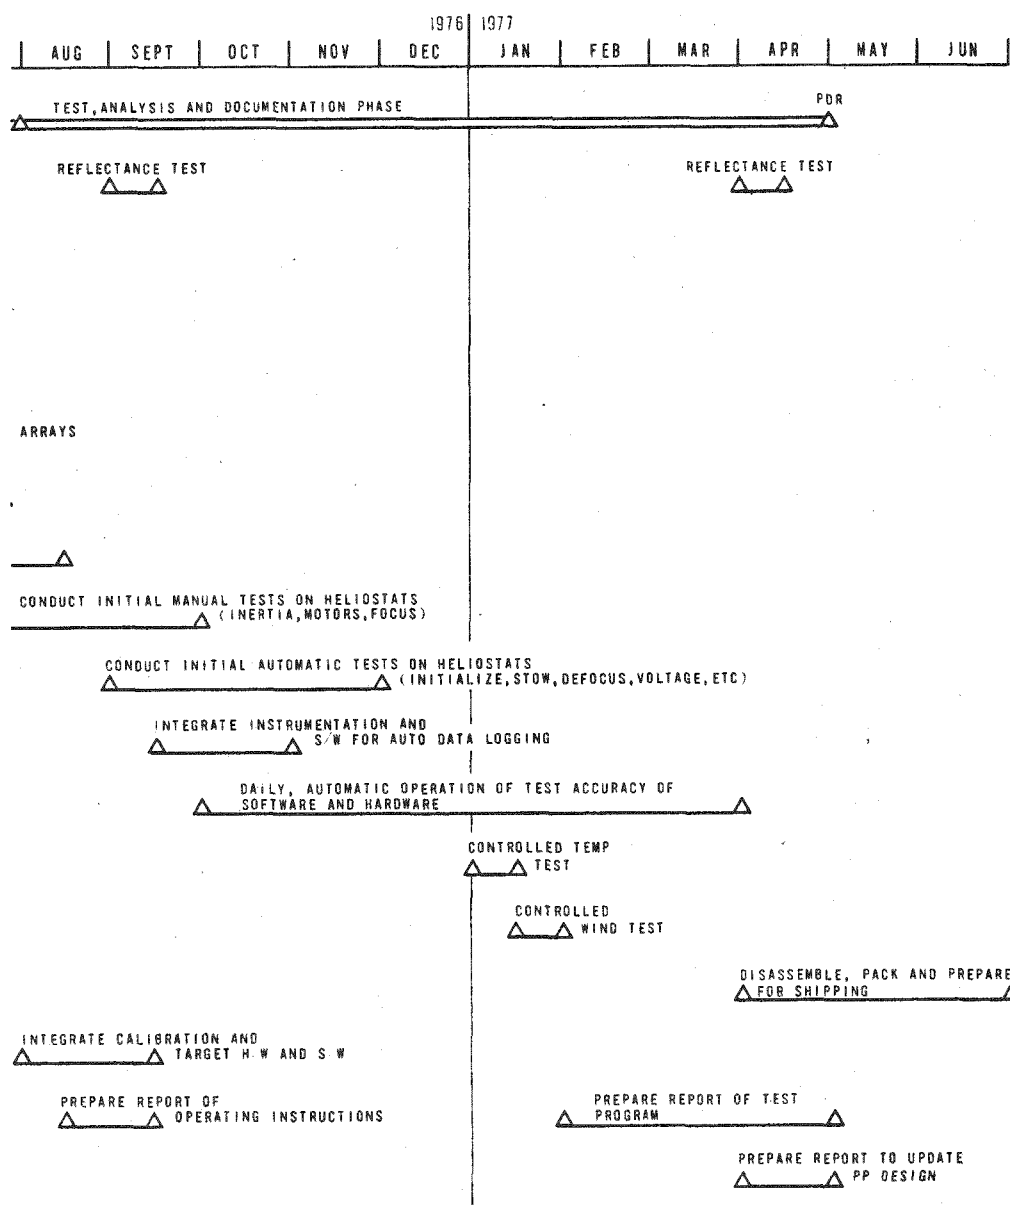 1976 1977
AUG SEPT OCT NOV DEC JAN FEB MAR APR MAY JUN
TEST, ANALYSIS AND DOCUMENTATION PHASE
PDR
REFLECTANCE TEST
REFLECTANCE TEST
ARRAYS
CONDUCT INITIAL MANUAL TESTS ON HELIOSTATS
(INERTIA, MOTORS, FOCUS)
CONDUCT INITIAL AUTOMATIC TESTS ON HELIOSTATS
(INITIALIZE, STOW, DEFOCUS, VOLTAGE, ETC)
INTEGRATE INSTRUMENTATION AND
S/W FOR AUTO DATA LOGGING
DAILY, AUTOMATIC OPERATION OF TEST ACCURACY OF
SOFTWARE AND HARDWARE
CONTROLLED TEMP
TEST
CONTROLLED
WIND TEST
DISASSEMBLE, PACK AND PREPARE
FOR SHIPPING
INTEGRATE CALIBRATION AND
TARGET H W AND S W
PREPARE REPORT OF
OPERATING INSTRUCTIONS
PREPARE REPORT OF TEST
PROGRAM
PREPARE REPORT TO UPDATE
PP DESIGN